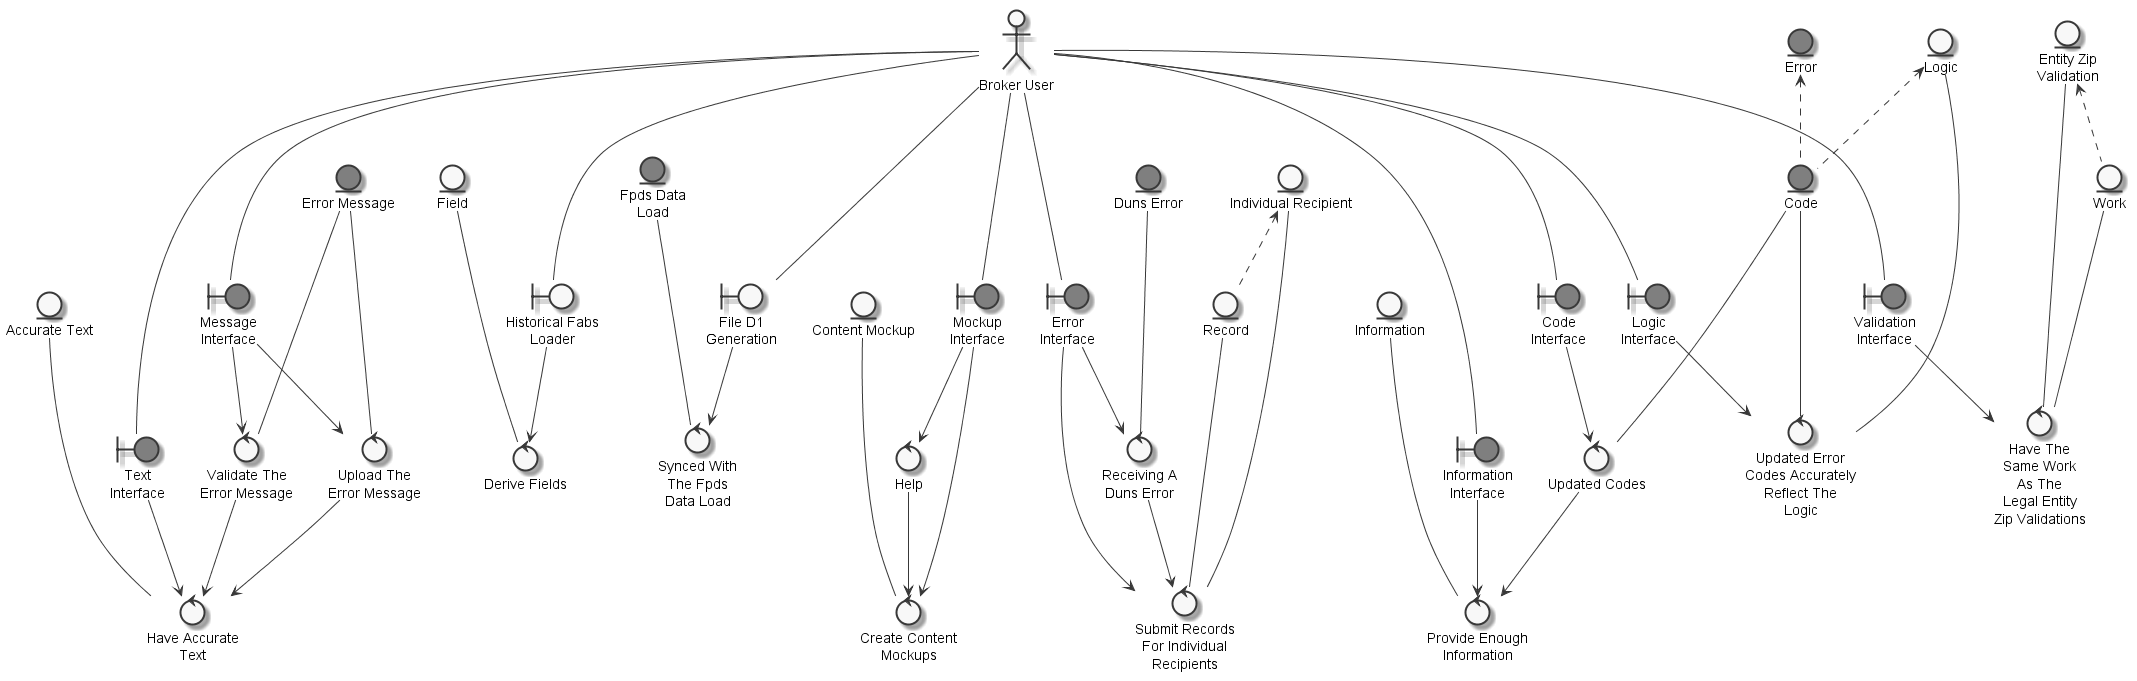 Broker User
Error
Logic
Entity Zip
Validation
Error Message
Field
Fpds Data
Load
Duns Error
Individual Recipient
Code
Work
Accurate Text
Message
Interface
Historical Fabs
Loader
File D1
Generation
Content Mockup
Mockup
Interface
Error
Interface
Record
Information
Code
Interface
Logic
Interface
Validation
Interface
Text
Interface
Validate The
Error Message
Upload The
Error Message
Derive Fields
Synced With
The Fpds
Data Load
Help
Receiving A
Duns Error
Information
Interface
Updated Codes
Updated Error
Codes Accurately
Reflect The
Logic
Have The
Same Work
As The
Legal Entity
Zip Validations
Have Accurate
Text
Create Content
Mockups
Submit Records
For Individual
Recipients
Provide Enough
Information